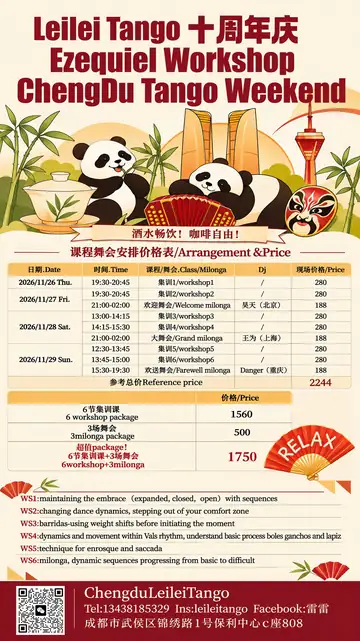 Leilei Tango 十周年庆
Ezequiel Workshop
ChengDu Tango Weekend
酒水畅饮！咖啡自由！
课程舞会安排价格表/Arrangement &Price
日期.Date 时间.Time 课程/舞会.Class/Milonga Dj 现场价格/Price
2026/11/26 Thu. 19:30-20:45 集训1/workshop1 / 280
2026/11/27 Fri. 19:30-20:45 集训2/workshop2 / 280
21:00-02:00 欢迎舞会/Welcome milonga 吴天（北京） 188
2026/11/28 Sat. 13:00-14:15 集训3/workshop3 / 280
14:15-15:30 集训4/workshop4 / 280
21:00-02:00 大舞会/Grand milonga 王为（上海） 188
2026/11/29 Sun. 12:30-13:45 集训5/workshop5 / 280
13:45-15:00 集训6/workshop6 / 280
15:30-19:30 欢送舞会/Farewell milonga Danger（重庆） 188
参考总价Reference price 2244
价格/Price
6节集训课
6 workshop package 1560
3场舞会
3milonga package 500
超值package!
6节集训课+3场舞会
6workshop+3milonga 1750
RELAX
WS1:maintaining the embrace（expanded, closed, open）with sequences
WS2:changing dance dynamics, stepping out of your comfort zone
WS3:barridas-using weight shifts before initiating the moment
WS4:dynamics and movement within Vals rhythm, understand basic process boles ganchos and lapiz
WS5:technique for enrosque and saccada
WS6:milonga, dynamic sequences progressing from basic to difficult
ChengduLeileiTango
Tel:13438185329 Ins:leileitango Facebook:雷雷
成都市武侯区锦绣路1号保利中心c座808